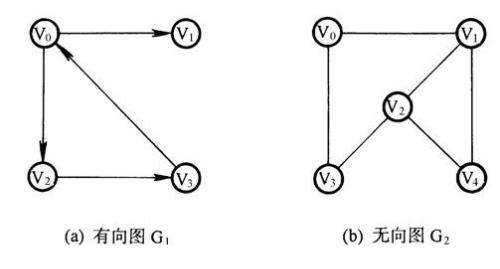 V₀ V₁ V₀ V₁
V₂
V₂ V₃ V₃ V₄
(a) 有向图 G₁ (b) 无向图 G₂